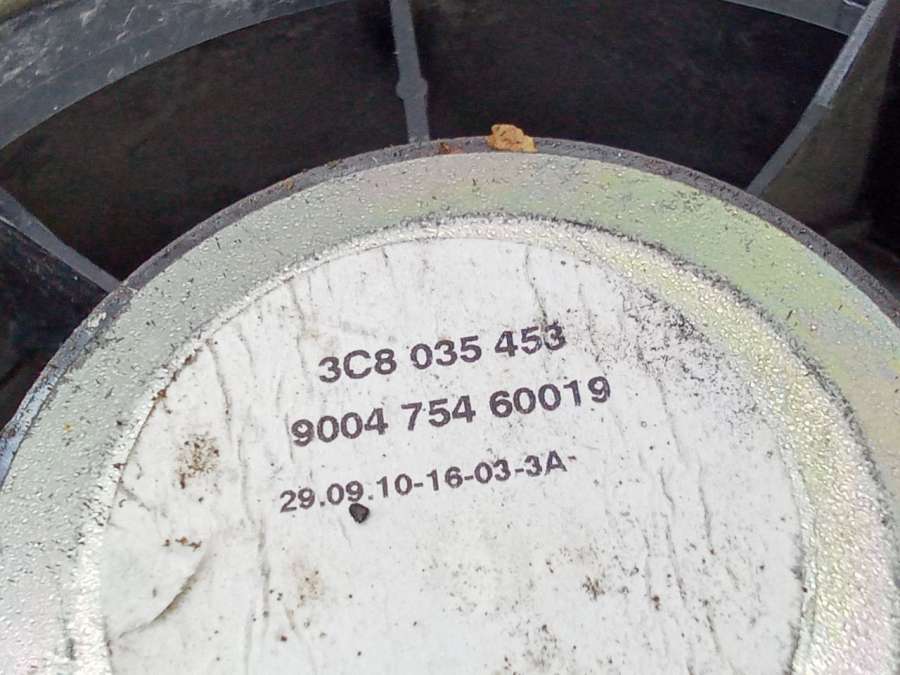 3C8 035 453
9004 754 60019
29.09.10-16-03-3A-